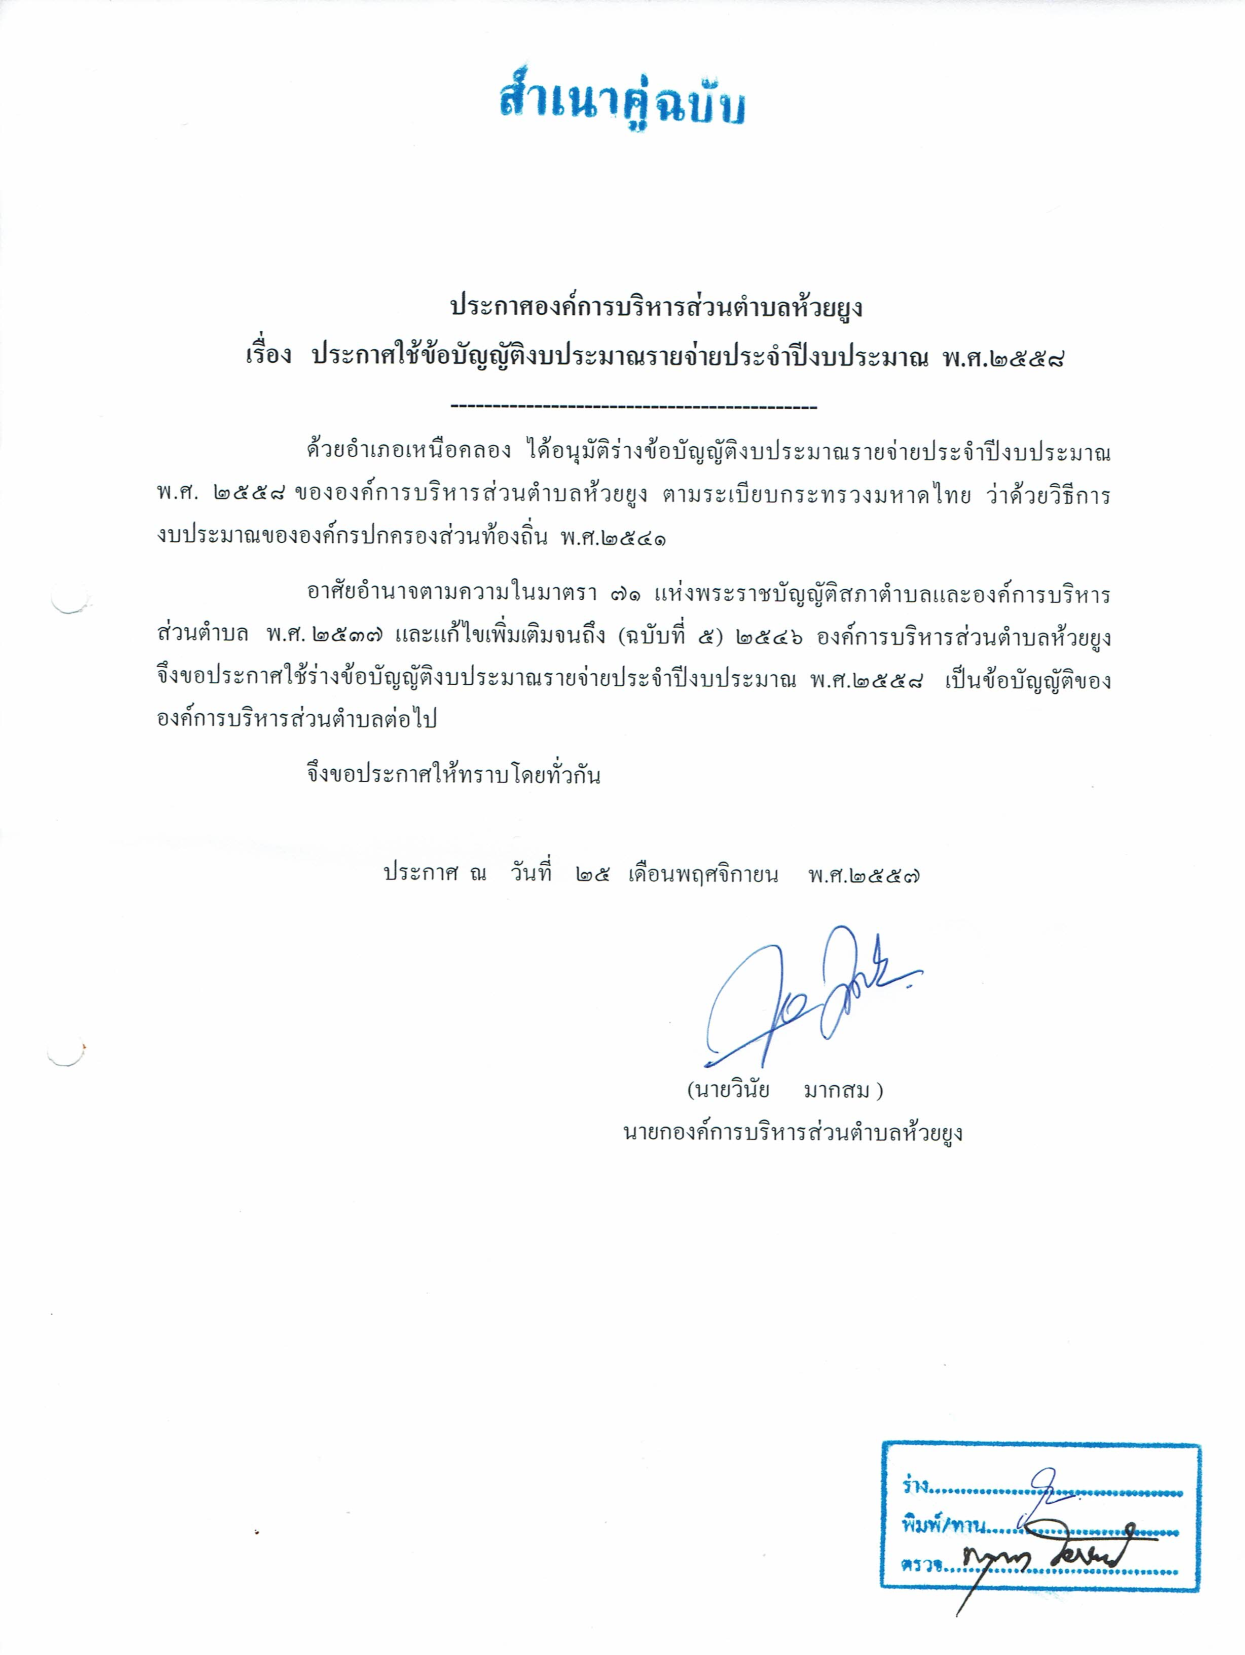 สำเนาคู่ฉบับ
ประกาศองค์การบริหารส่วนตำบลห้วยยูง
เรื่อง ประกาศใช้ข้อบัญญัติงบประมาณรายจ่ายประจำปีงบประมาณ พ.ศ.๒๕๕๘
--------------------------------------------
ด้วยอำเภอเหนือคลอง ได้อนุมัติร่างข้อบัญญัติงบประมาณรายจ่ายประจำปีงบประมาณ
พ.ศ. ๒๕๕๘ ขององค์การบริหารส่วนตำบลห้วยยูง ตามระเบียบกระทรวงมหาดไทย ว่าด้วยวิธีการ
งบประมาณขององค์กรปกครองส่วนท้องถิ่น พ.ศ.๒๕๔๑
อาศัยอำนาจตามความในมาตรา ๗๑ แห่งพระราชบัญญัติสภาตำบลและองค์การบริหาร
ส่วนตำบล พ.ศ. ๒๕๓๗ และแก้ไขเพิ่มเติมจนถึง (ฉบับที่ ๕) ๒๕๔๖ องค์การบริหารส่วนตำบลห้วยยูง
จึงขอประกาศใช้ร่างข้อบัญญัติงบประมาณรายจ่ายประจำปีงบประมาณ พ.ศ.๒๕๕๘ เป็นข้อบัญญัติของ
องค์การบริหารส่วนตำบลต่อไป
จึงขอประกาศให้ทราบโดยทั่วกัน
ประกาศ ณ วันที่ ๒๕ เดือนพฤศจิกายน พ.ศ.๒๕๕๗
(นายวินัย มากสม )
นายกองค์การบริหารส่วนตำบลห้วยยูง
ร่าง
พิมพ์/ทาน
ตรวจ